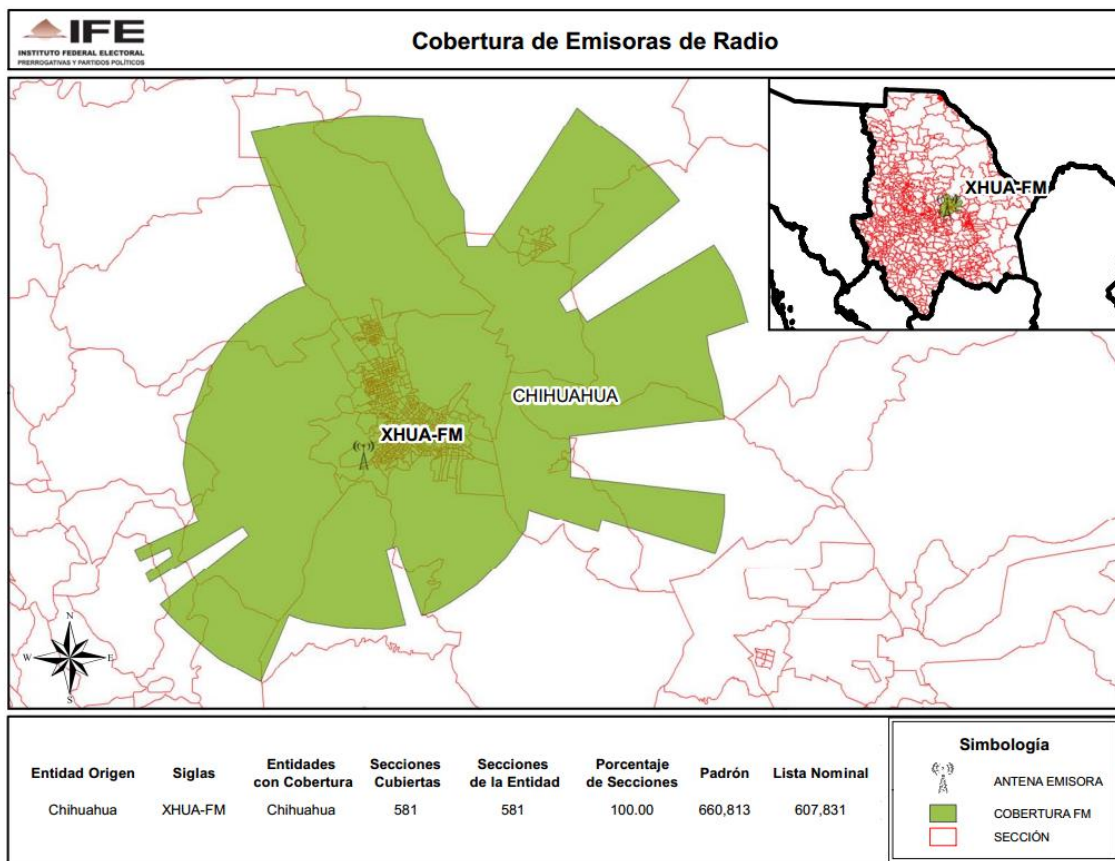 IFE
INSTITUTO FEDERAL ELECTORAL
PRERROGATIVAS Y PARTIDOS POLÍTICOS
Cobertura de Emisoras de Radio
XHUA-FM
CHIHUAHUA
XHUA-FM
N
W E
S
Entidad Origen Siglas Entidades con Cobertura Secciones Cubiertas Secciones de la Entidad Porcentaje de Secciones Padrón Lista Nominal
Chihuahua XHUA-FM Chihuahua 581 581 100.00 660,813 607,831
Simbología
ANTENA EMISORA
COBERTURA FM
SECCIÓN